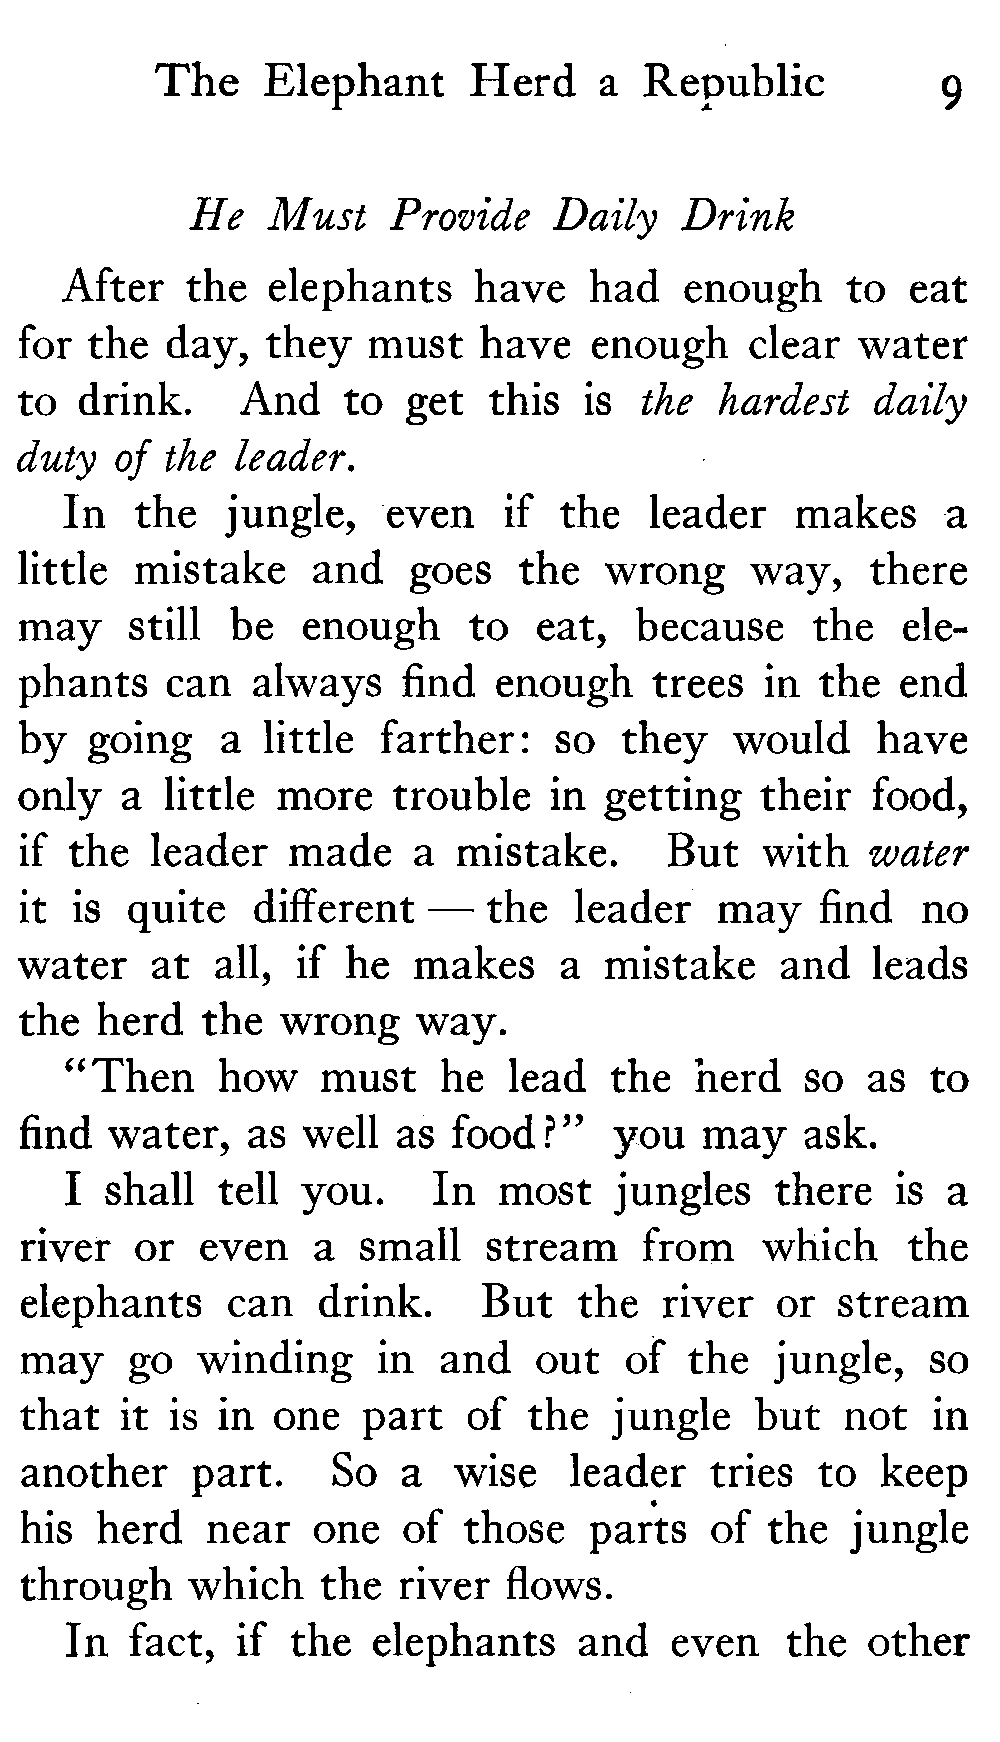 The Elephant Herd a Republic 9
He Must Provide Daily Drink
After the elephants have had enough to eat
for the day, they must have enough clear water
to drink. And to get this is the hardest daily
duty of the leader.
In the jungle, even if the leader makes a
little mistake and goes the wrong way, there
may still be enough to eat, because the ele-
phants can always find enough trees in the end
by going a little farther: so they would have
only a little more trouble in getting their food,
if the leader made a mistake. But with water
it is quite different — the leader may find no
water at all, if he makes a mistake and leads
the herd the wrong way.
“Then how must he lead the herd so as to
find water, as well as food?” you may ask.
I shall tell you. In most jungles there is a
river or even a small stream from which the
elephants can drink. But the river or stream
may go winding in and out of the jungle, so
that it is in one part of the jungle but not in
another part. So a wise leader tries to keep
his herd near one of those parts of the jungle
through which the river flows.
In fact, if the elephants and even the other